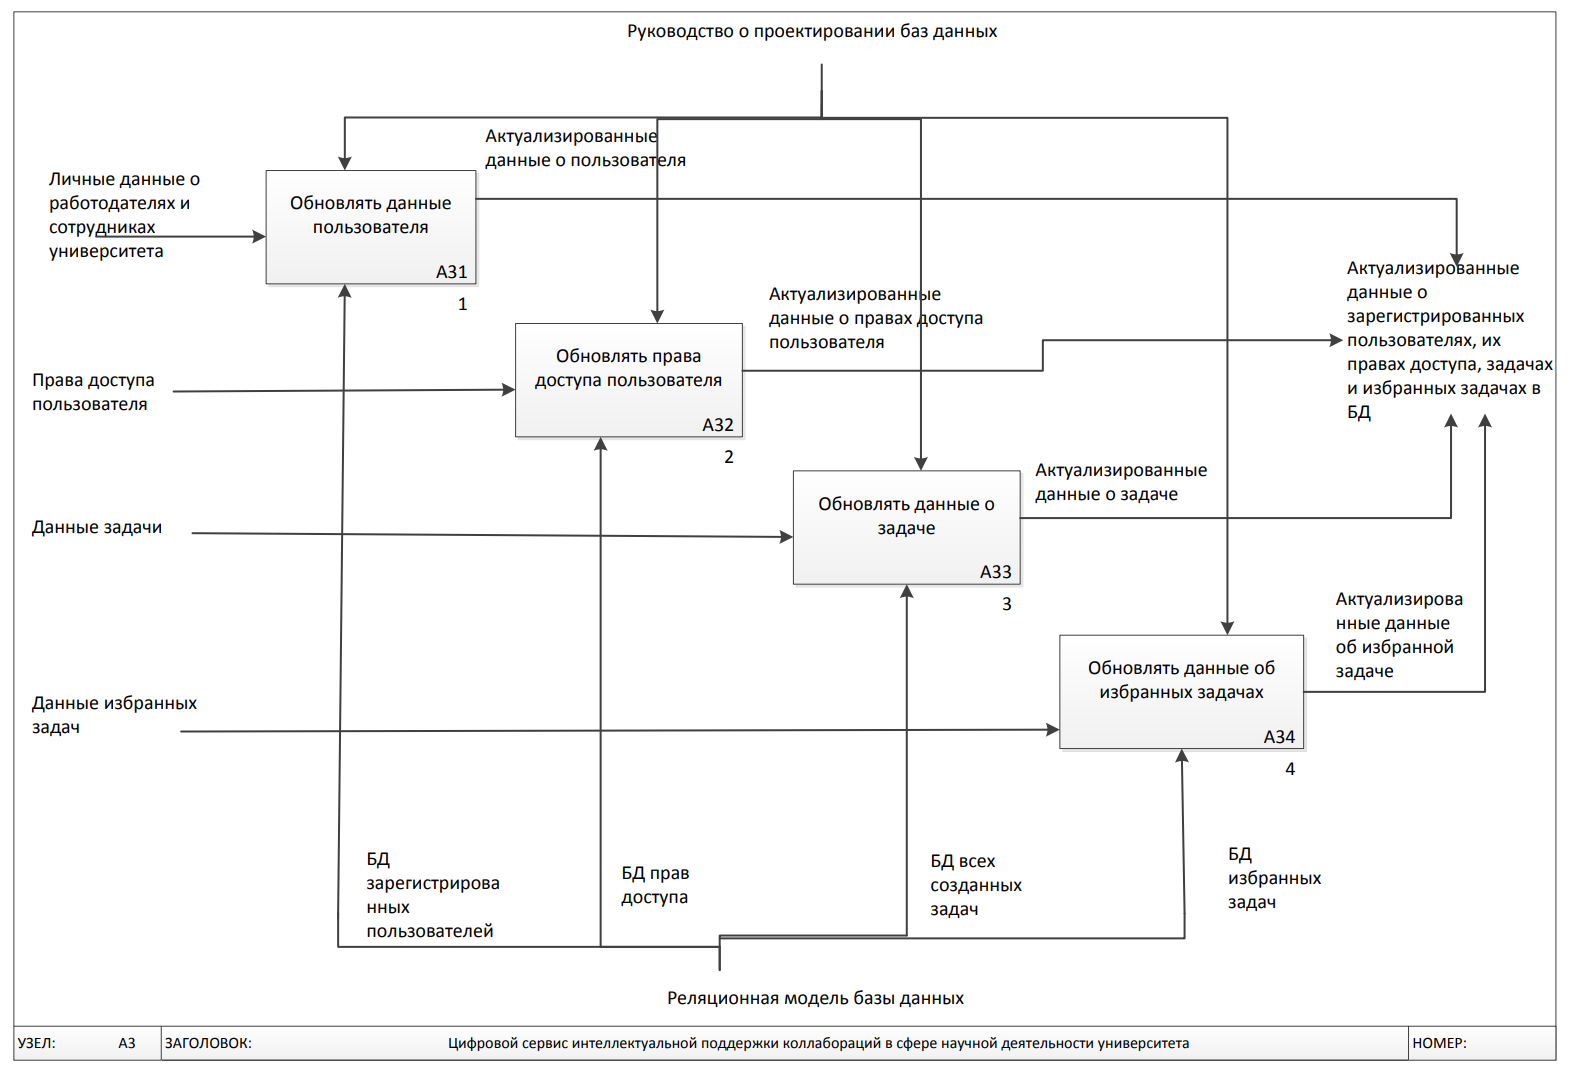 Руководство о проектировании баз данных
Актуализированные
данные о пользователя
Личные данные о
работодателях и
сотрудниках
университета
Обновлять данные
пользователя
A31
1
Актуализированные
данные о
зарегистрированных
пользователях, их
правах доступа, задачах
и избранных задачах в
БД
Актуализированные
данные о правах доступа
пользователя
Права доступа
пользователя
Обновлять права
доступа пользователя
A32
2
Актуализированные
данные о задаче
Данные задачи
Обновлять данные о
задаче
A33
3
Актуализирова
нные данные
об избранной
задаче
Данные избранных
задач
Обновлять данные об
избранных задачах
A34
4
БД
зарегистрирова
нных
пользователей
БД прав
доступа
БД всех
созданных
задач
БД
избранных
задач
Реляционная модель базы данных
УЗЕЛ: A3 ЗАГОЛОВОК: Цифровой сервис интеллектуальной поддержки коллабораций в сфере научной деятельности университета НОМЕР: